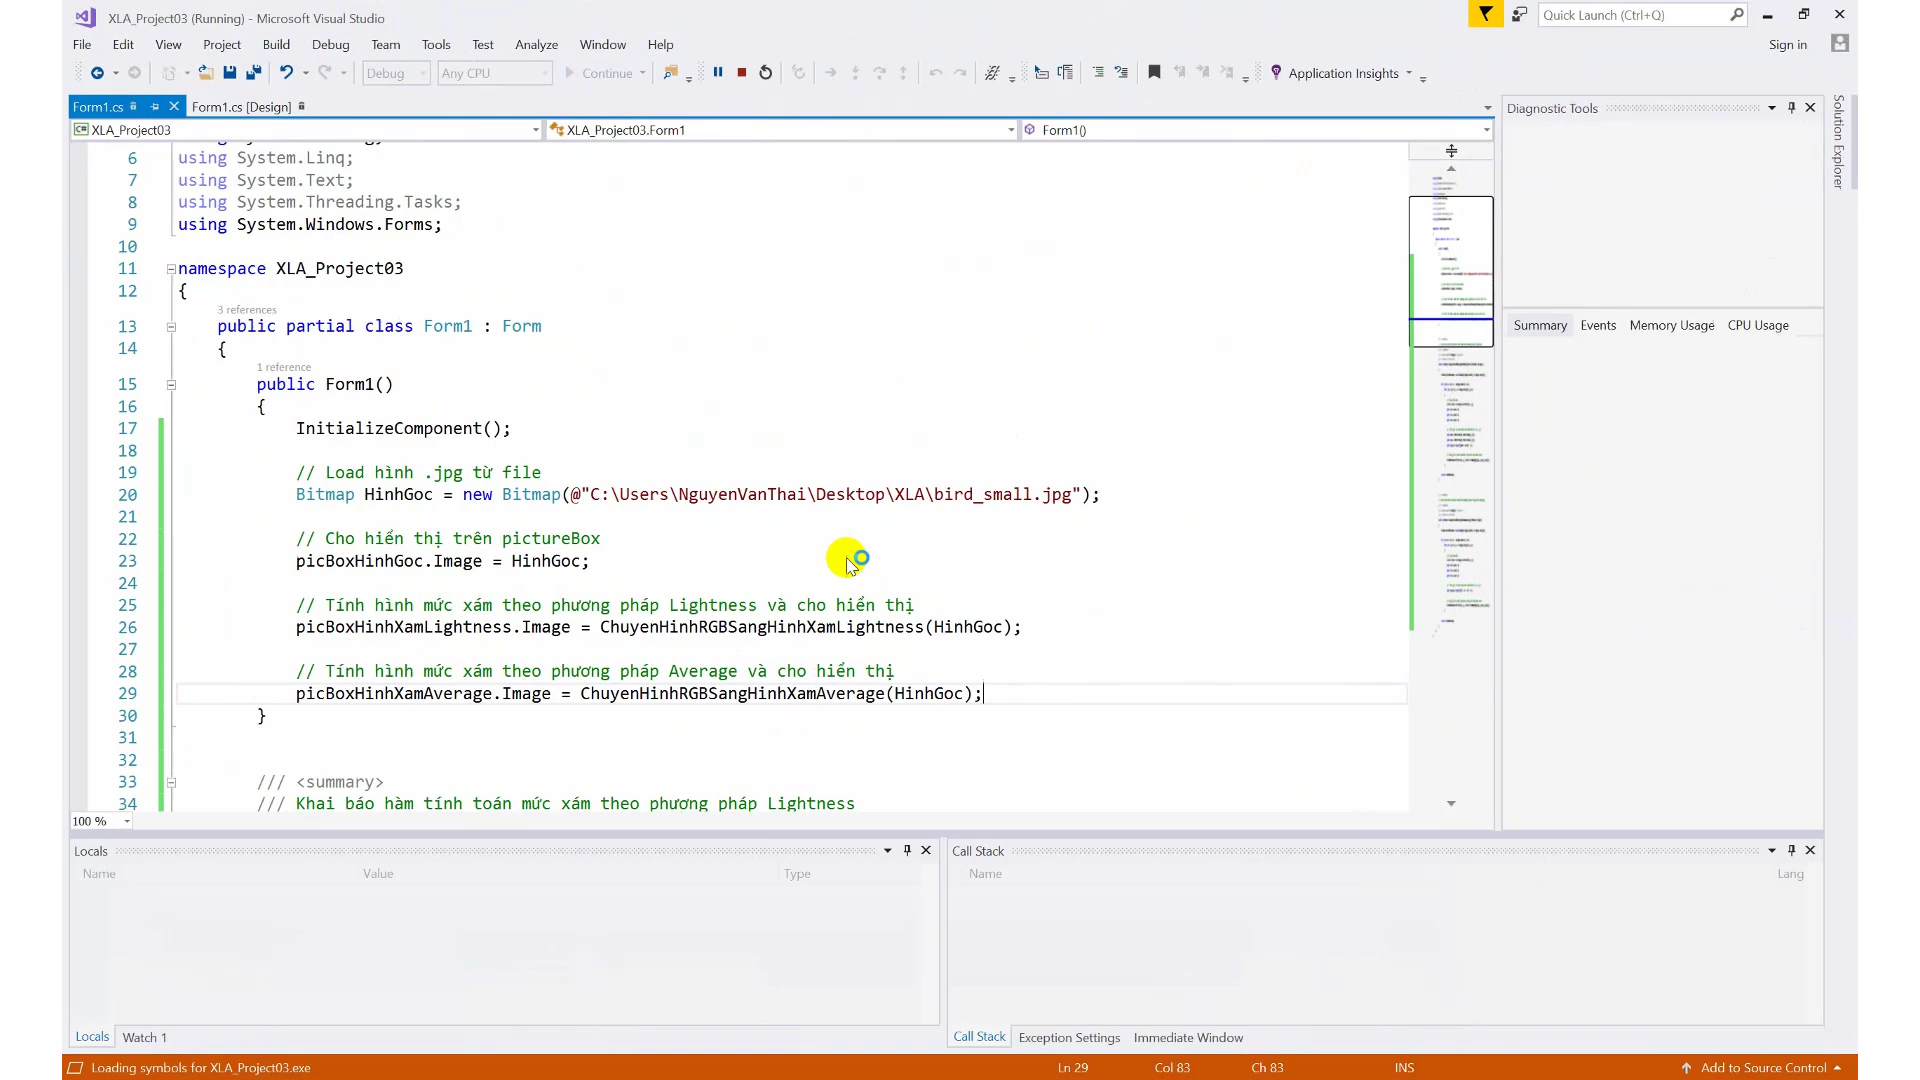 XLA_Project03 (Running) - Microsoft Visual Studio
Quick Launch (Ctrl+Q)
File Edit View Project Build Debug Team Tools Test Analyze Window Help
Sign in
Debug Any CPU Continue Application Insights
Form1.cs Form1.cs [Design]
Diagnostic Tools
Solution Explorer
XLA_Project03 XLA_Project03.Form1 Form1()
6 using System.Linq;
7 using System.Text;
8 using System.Threading.Tasks;
9 using System.Windows.Forms;
10
11 namespace XLA_Project03
12 {
3 references
13 public partial class Form1 : Form
14 {
1 reference
15 public Form1()
16 {
17 InitializeComponent();
18
19 // Load hình .jpg từ file
20 Bitmap HinhGoc = new Bitmap(@"C:\Users\NguyenVanThai\Desktop\XLA\bird_small.jpg");
21
22 // Cho hiển thị trên pictureBox
23 picBoxHinhGoc.Image = HinhGoc;
24
25 // Tính hình mức xám theo phương pháp Lightness và cho hiển thị
26 picBoxHinhXamLightness.Image = ChuyenHinhRGBSangHinhXamLightness(HinhGoc);
27
28 // Tính hình mức xám theo phương pháp Average và cho hiển thị
29 picBoxHinhXamAverage.Image = ChuyenHinhRGBSangHinhXamAverage(HinhGoc);
30 }
31
32
33 /// <summary>
34 /// Khai báo hàm tính toán mức xám theo phương pháp Lightness
Summary Events Memory Usage CPU Usage
100 %
Locals
Name Value Type
Call Stack
Name Lang
Locals Watch 1
Call Stack Exception Settings Immediate Window
Loading symbols for XLA_Project03.exe
Ln 29 Col 83 Ch 83 INS
Add to Source Control